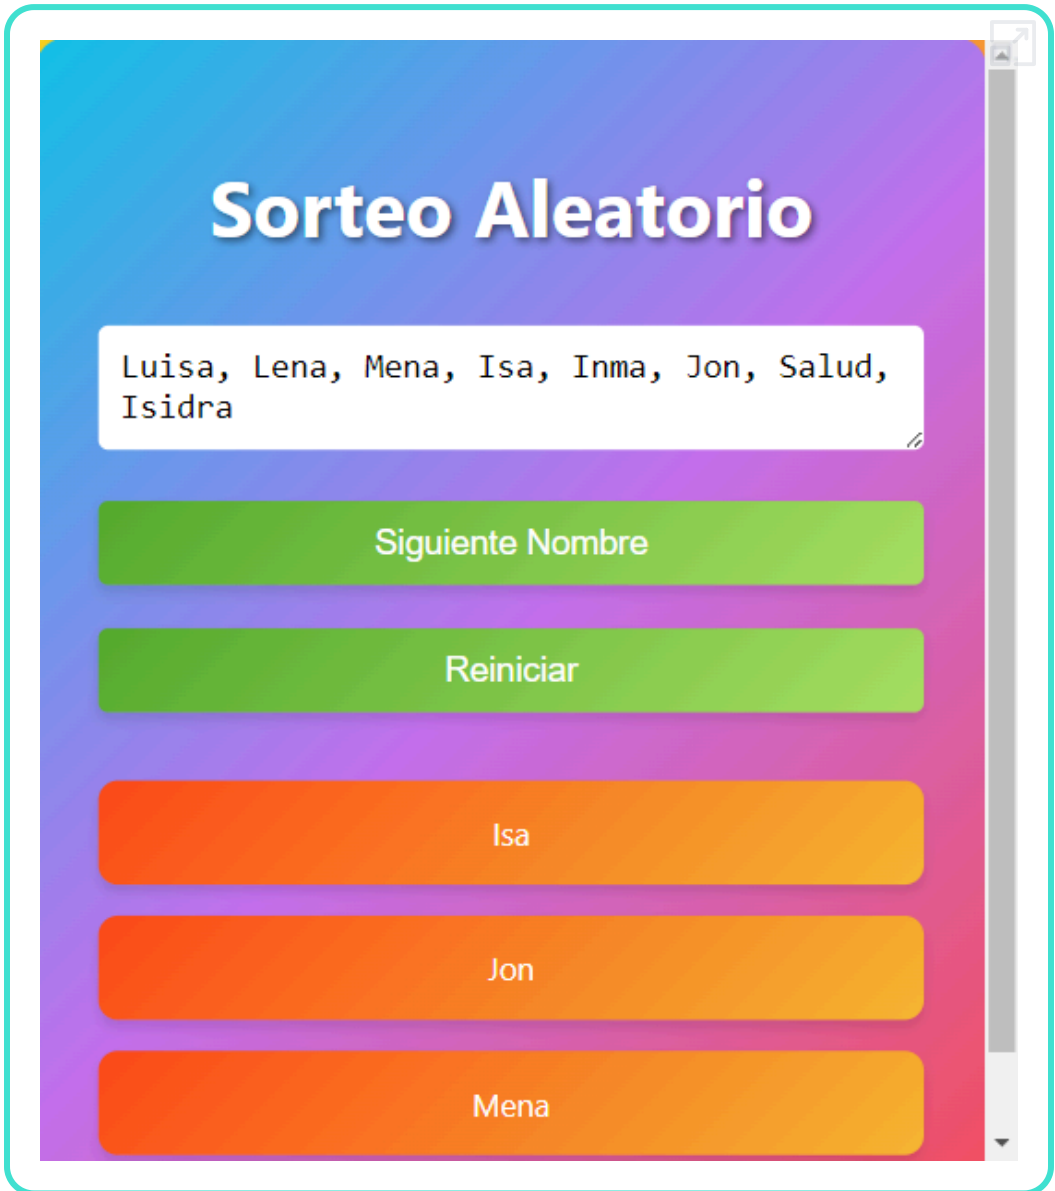 Sorteo Aleatorio
Luisa, Lena, Mena, Isa, Inma, Jon, Salud,
Isidra
Siguiente Nombre
Reiniciar
Isa
Jon
Mena